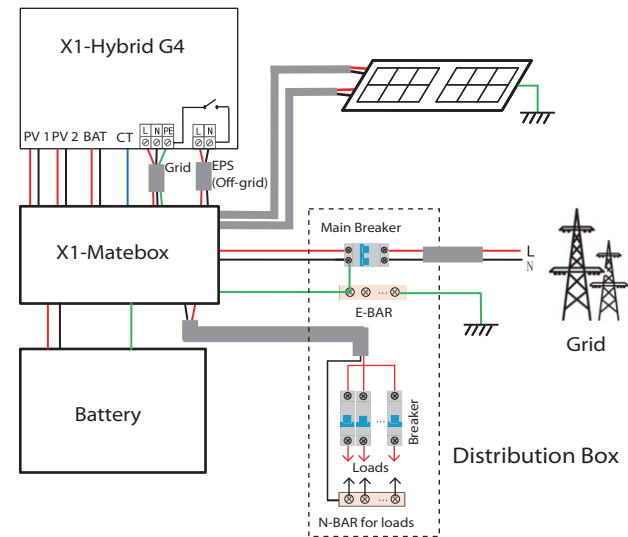 X1-Hybrid G4
PV 1 PV 2 BAT CT
L N PE
L N
Grid
EPS
(Off-grid)
X1-Matebox
Main Breaker
L
N
E-BAR
...
Grid
Battery
...
Breaker
Loads
...
N-BAR for loads
Distribution Box